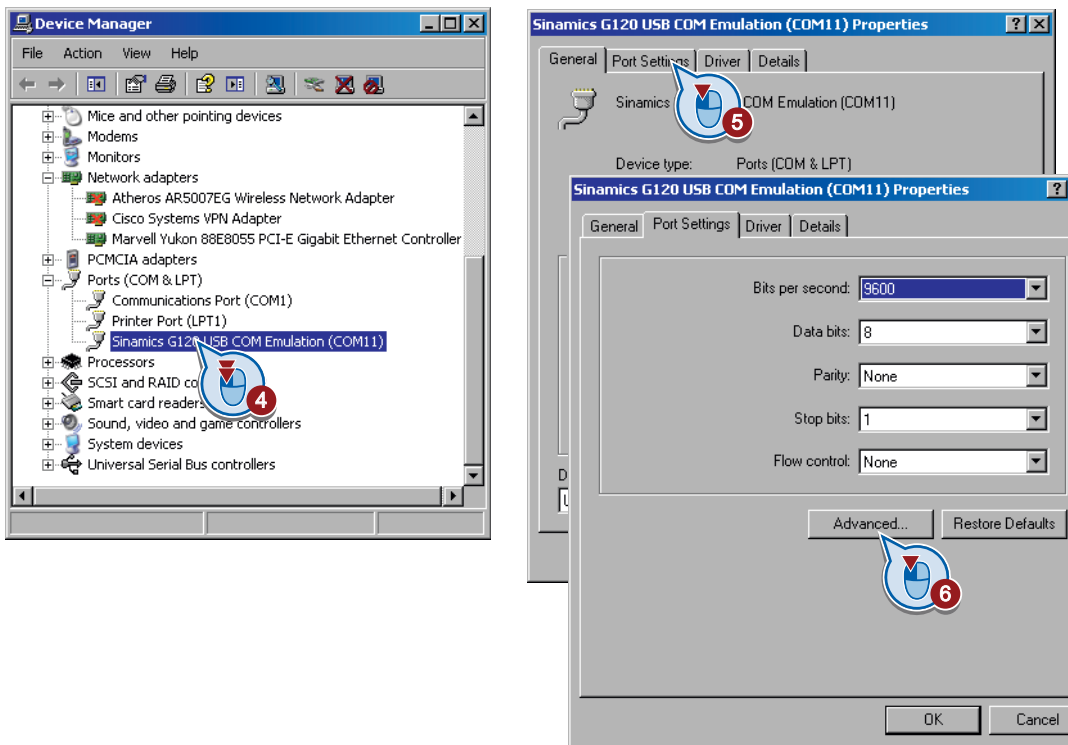 Device Manager
File Action View Help
Mice and other pointing devices
Modems
Monitors
Network adapters
Atheros AR5007EG Wireless Network Adapter
Cisco Systems VPN Adapter
Marvell Yukon 88E8055 PCI-E Gigabit Ethernet Controller
PCMCIA adapters
Ports (COM & LPT)
Communications Port (COM1)
Printer Port (LPT1)
Sinamics G120 USB COM Emulation (COM11)
Processors
SCSI and RAID co
Smart card readers
Sound, video and game controllers
System devices
Universal Serial Bus controllers
4
Sinamics G120 USB COM Emulation (COM11) Properties
General Port Settings Driver Details
Sinamics COM Emulation (COM11)
5
Device type: Ports (COM & LPT)
D
Sinamics G120 USB COM Emulation (COM11) Properties
General Port Settings Driver Details
Bits per second: 9600
Data bits: 8
Parity: None
Stop bits: 1
Flow control: None
Advanced... Restore Defaults
6
OK Cancel